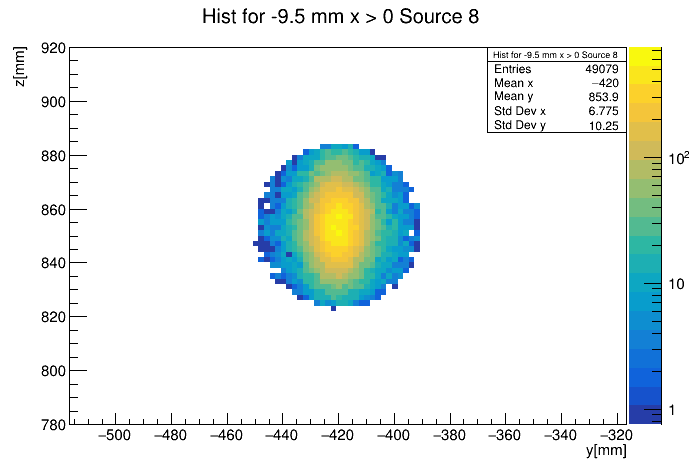 Hist for -9.5 mm x > 0 Source 8
z[mm]
920
900
880
860
840
820
800
780
−500
−480
−460
−440
−420
−400
−380
−360
−340
−320
y[mm]
Hist for -9.5 mm x > 0 Source 8
Entries 49079
Mean x −420
Mean y 853.9
Std Dev x 6.775
Std Dev y 10.25
10²
10
1